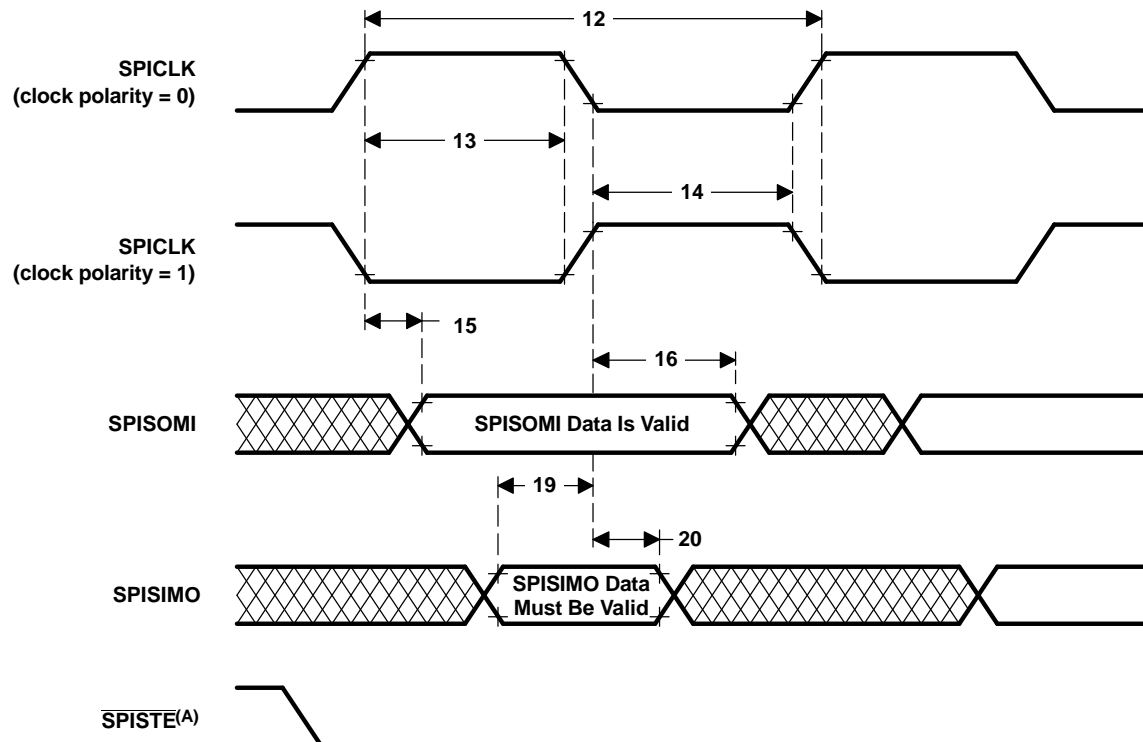 12
SPICLK
(clock polarity = 0)
13
14
SPICLK
(clock polarity = 1)
15
16
SPISOMI
SPISOMI Data Is Valid
19
20
SPISIMO
SPISIMO Data
Must Be Valid
SPISTE(A)